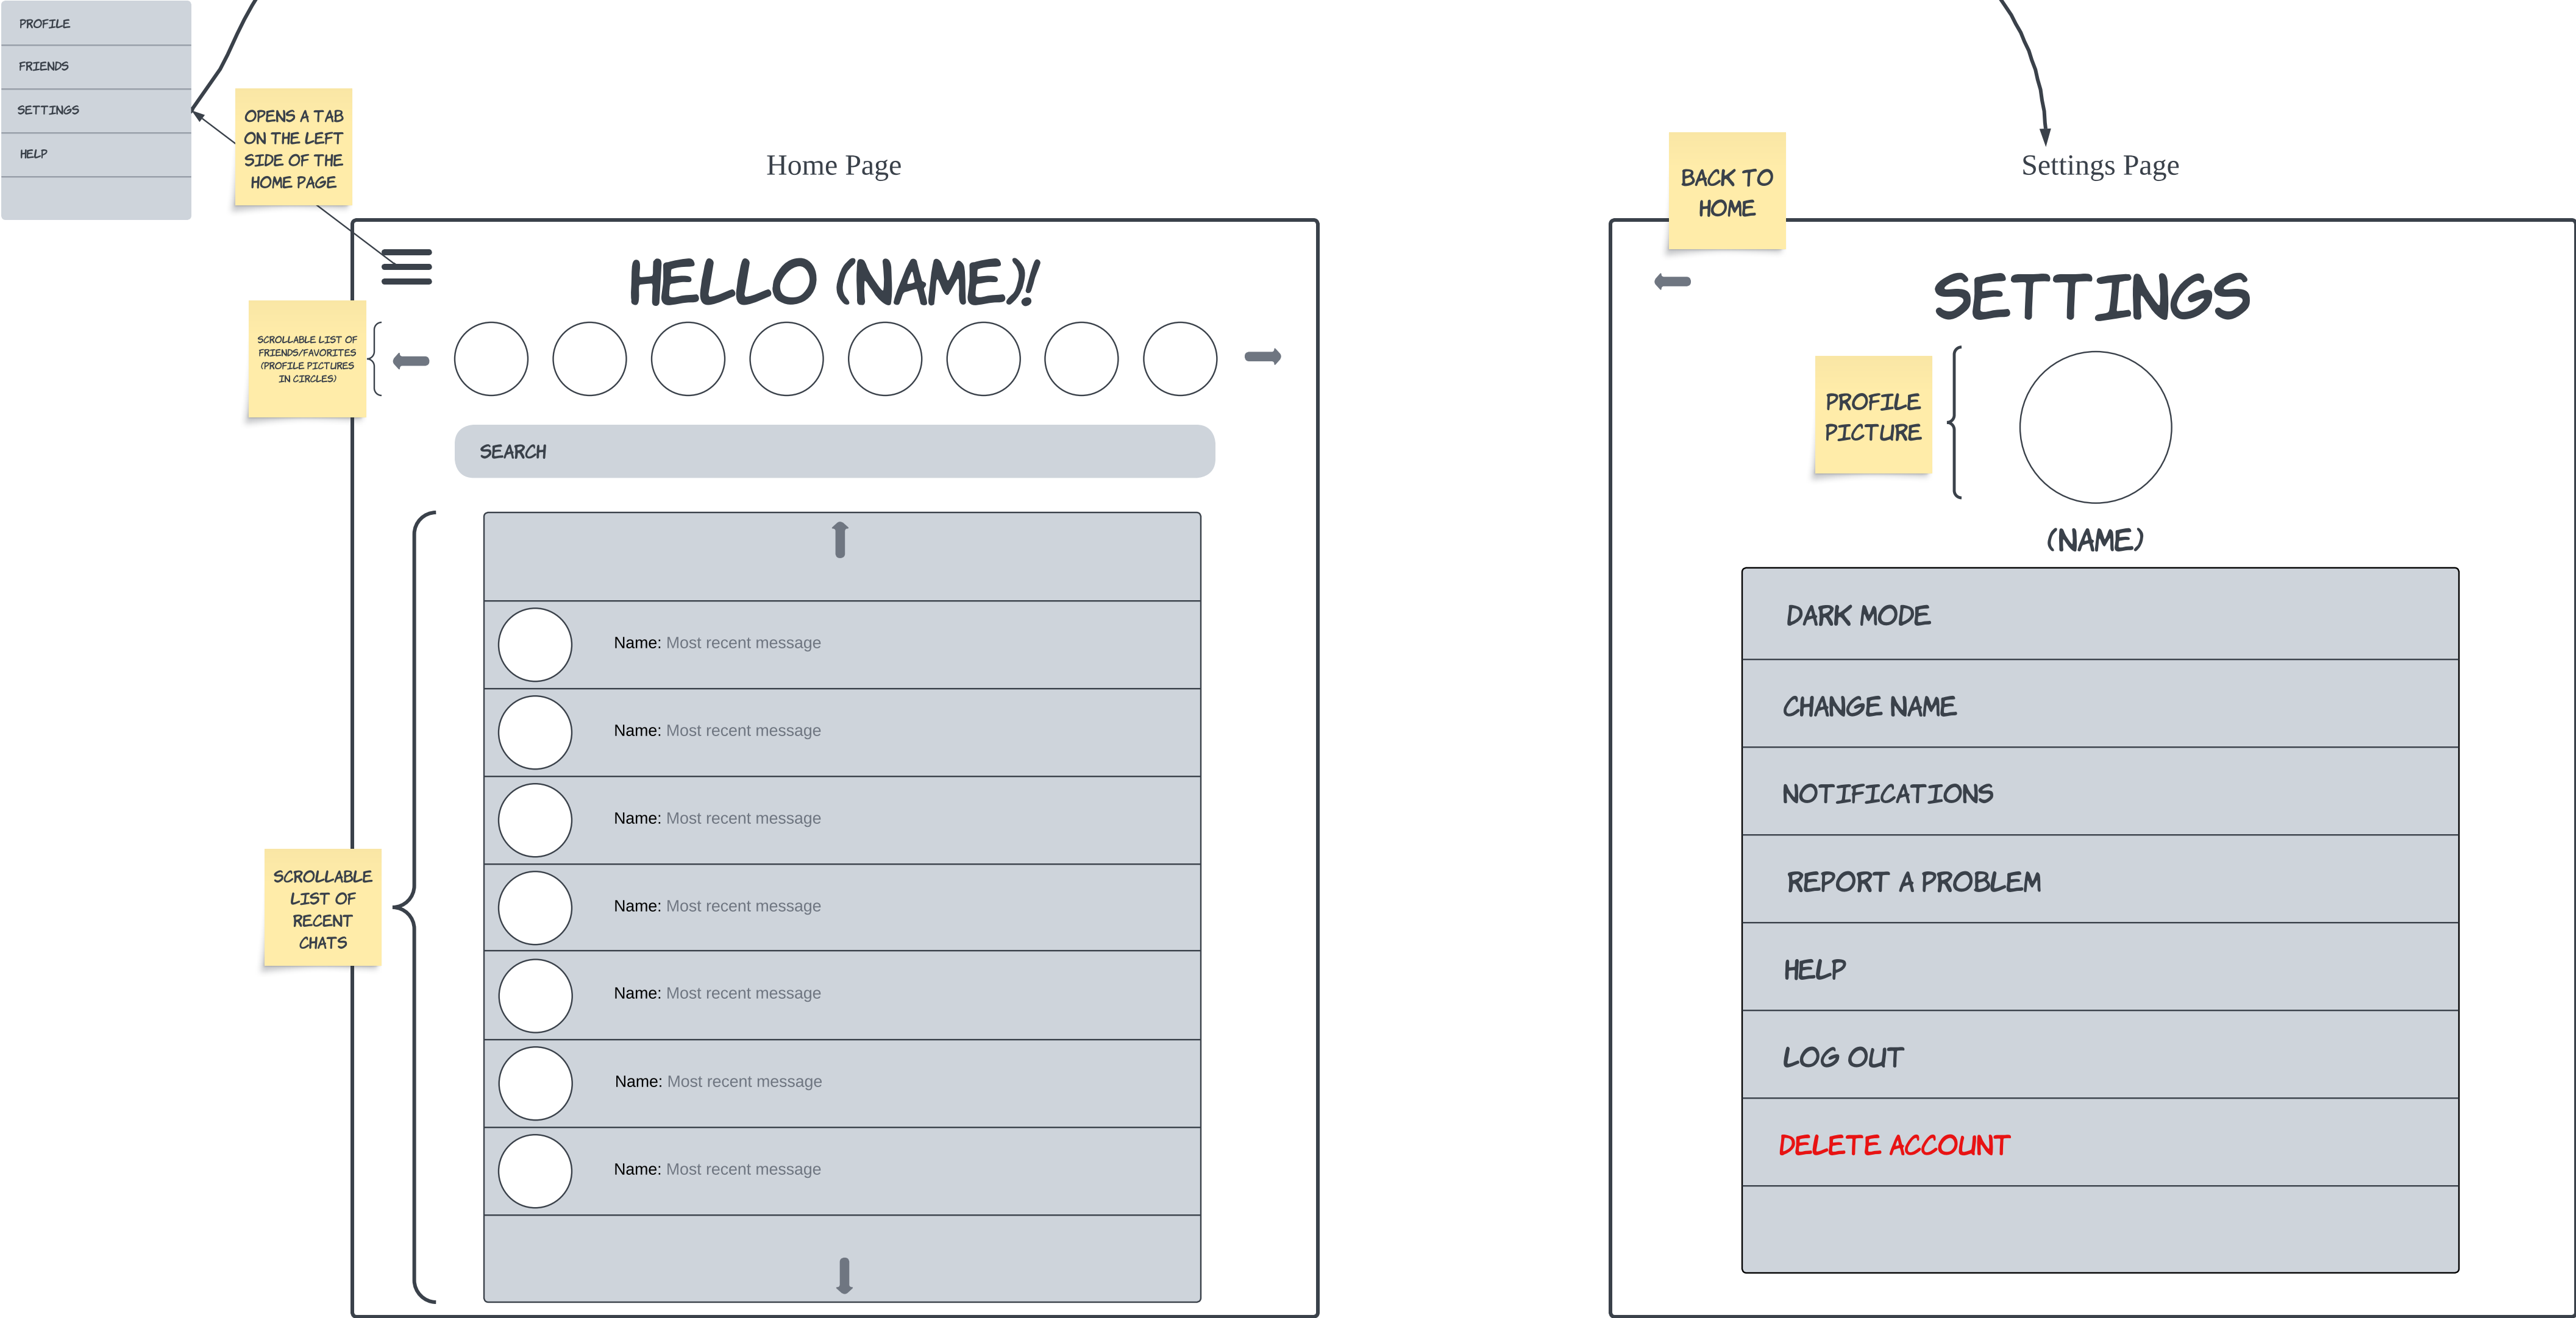 PROFILE
FRIENDS
SETTINGS
HELP
OPENS A TAB
ON THE LEFT
SIDE OF THE
HOME PAGE
Home Page
HELLO (NAME)!
SCROLLABLE LIST OF
FRIENDS/FAVORITES
(PROFILE PICTURES
IN CIRCLES)
SEARCH
SCROLLABLE
LIST OF
RECENT
CHATS
Name: Most recent message
Name: Most recent message
Name: Most recent message
Name: Most recent message
Name: Most recent message
Name: Most recent message
Name: Most recent message
BACK TO
HOME
Settings Page
SETTINGS
PROFILE
PICTURE
(NAME)
DARK MODE
CHANGE NAME
NOTIFICATIONS
REPORT A PROBLEM
HELP
LOG OUT
DELETE ACCOUNT